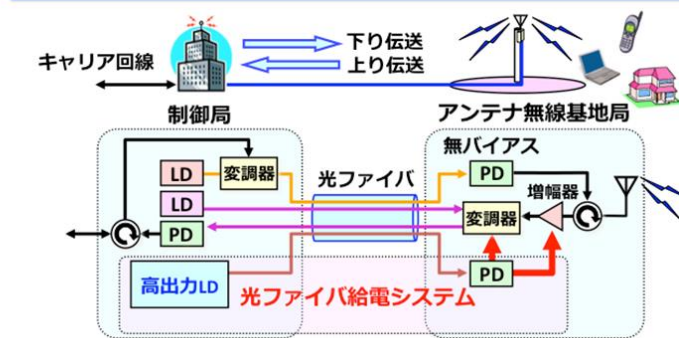 下り伝送
キャリア回線
上り伝送
制御局
アンテナ無線基地局
無バイアス
LD
変調器
光ファイバ
PD
増幅器
LD
変調器
PD
高出力LD
光ファイバ給電システム
PD